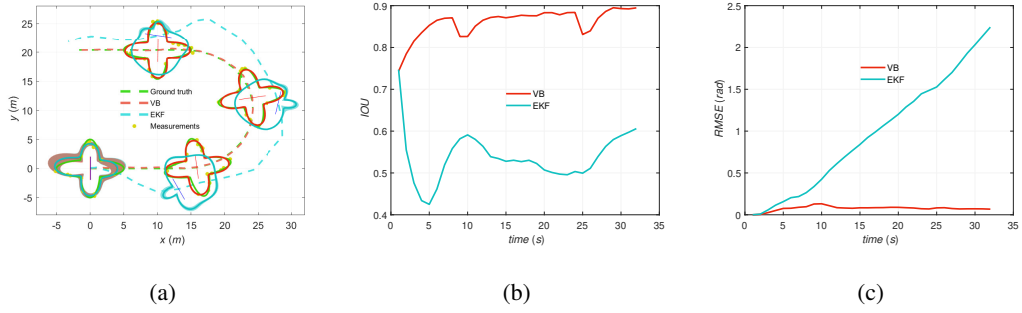 25
20
15
10
5
0
-5
y (m)
Ground truth
VB
EKF
Measurements
-5 0 5 10 15 20 25 30
x (m)
(a)
0.9
0.8
0.7
0.6
0.5
0.4
IOU
VB
EKF
0 5 10 15 20 25 30 35
time (s)
(b)
2.5
2
1.5
1
0.5
0
RMSE (rad)
VB
EKF
0 5 10 15 20 25 30 35
time (s)
(c)